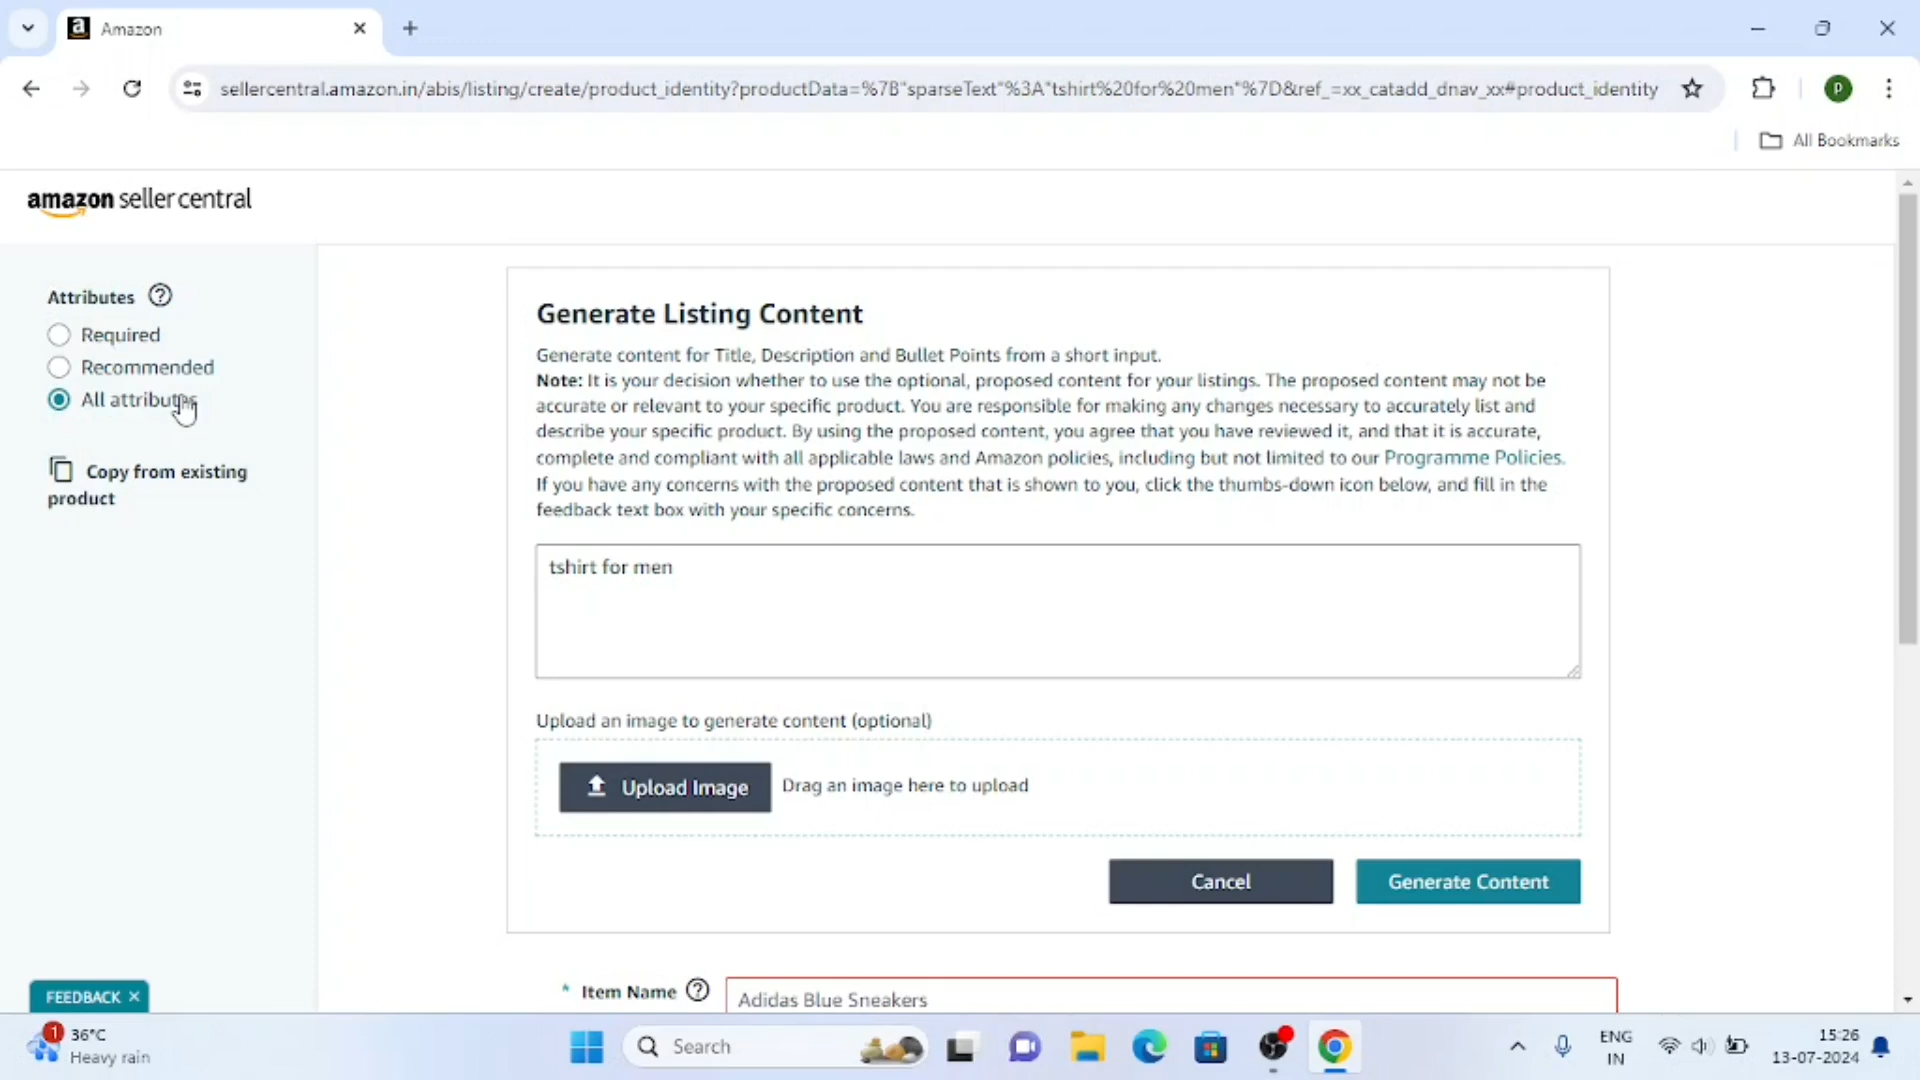 Amazon
sellercentral.amazon.in/abis/listing/create/product_identity?productData=%7B"sparseText"%3A"tshirt%20for%20men"%7D&ref_=xx_catadd_dnav_xx#product_identity
P
All Bookmarks
amazon seller central
Attributes
Required
Recommended
All attributes
Copy from existing
product
Generate Listing Content
Generate content for Title, Description and Bullet Points from a short input.
Note: It is your decision whether to use the optional, proposed content for your listings. The proposed content may not be
accurate or relevant to your specific product. You are responsible for making any changes necessary to accurately list and
describe your specific product. By using the proposed content, you agree that you have reviewed it, and that it is accurate,
complete and compliant with all applicable laws and Amazon policies, including but not limited to our Programme Policies.
If you have any concerns with the proposed content that is shown to you, click the thumbs-down icon below, and fill in the
feedback text box with your specific concerns.
tshirt for men
Upload an image to generate content (optional)
Upload Image
Drag an image here to upload
Cancel
Generate Content
* Item Name
Adidas Blue Sneakers
FEEDBACK
1
36°C
Heavy rain
Search
ENG
IN
15:26
13-07-2024